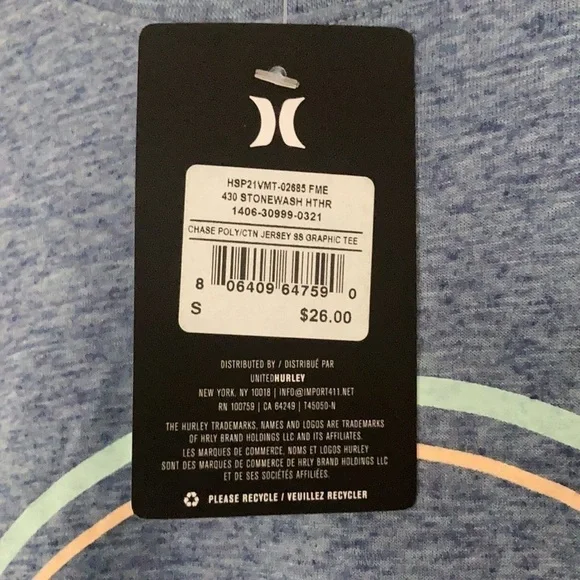 HSP21VMT-02685 FME
430 STONEWASH HTHR
1406-30999-0321
CHASE POLY/CTN JERSEY SS GRAPHIC TEE
8 06409 64759 0
S $26.00
DISTRIBUTED BY / DISTRIBUÉ PAR
UNITEDHURLEY
NEW YORK, NY 10018 | INFO@IMPORT411.NET
RN 100759 | CA 64249 | T45050-N
THE HURLEY TRADEMARKS, NAMES AND LOGOS ARE TRADEMARKS
OF HRLY BRAND HOLDINGS LLC AND ITS AFFILIATES.
LES MARQUES DE COMMERCE, NOMS ET LOGOS HURLEY
SONT DES MARQUES DE COMMERCE DE HRLY BRAND HOLDINGS LLC
ET DE SES SOCIÉTÉS AFFILIÉES.
PLEASE RECYCLE / VEUILLEZ RECYCLER